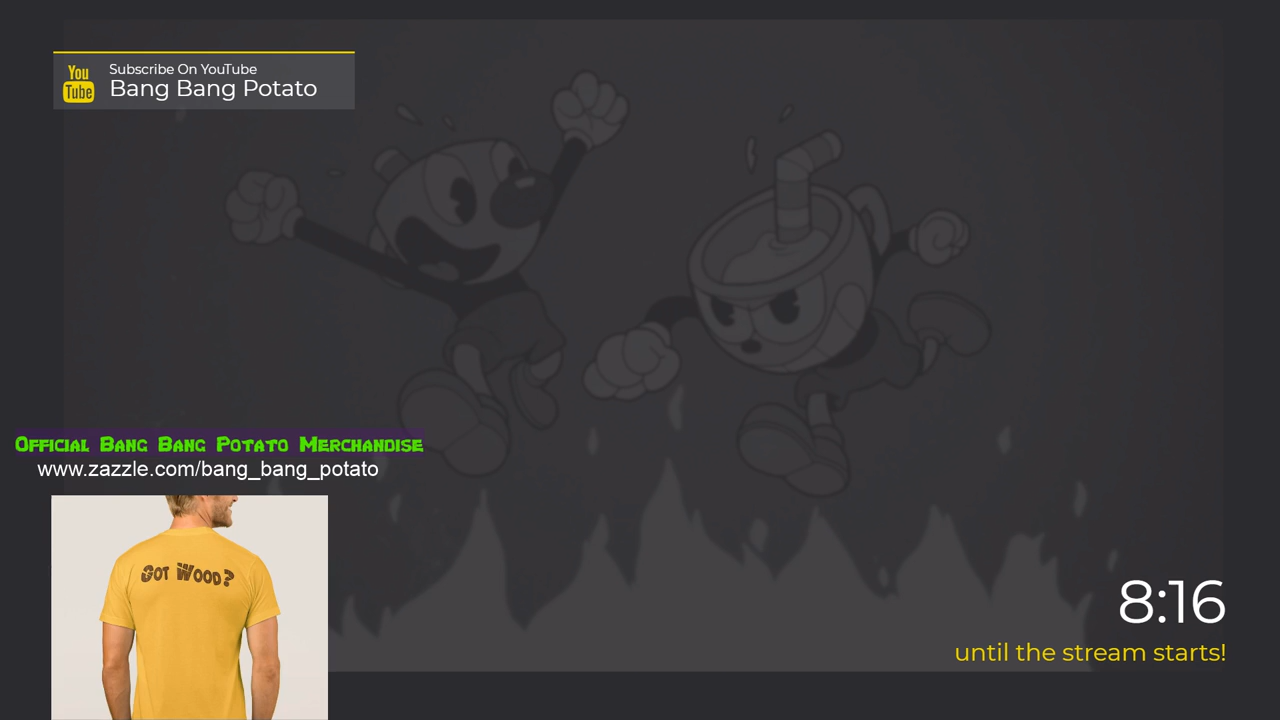 You
Tube
Subscribe On YouTube
Bang Bang Potato
Official Bang Bang Potato Merchandise
www.zazzle.com/bang_bang_potato
Got Wood?
8:16
until the stream starts!